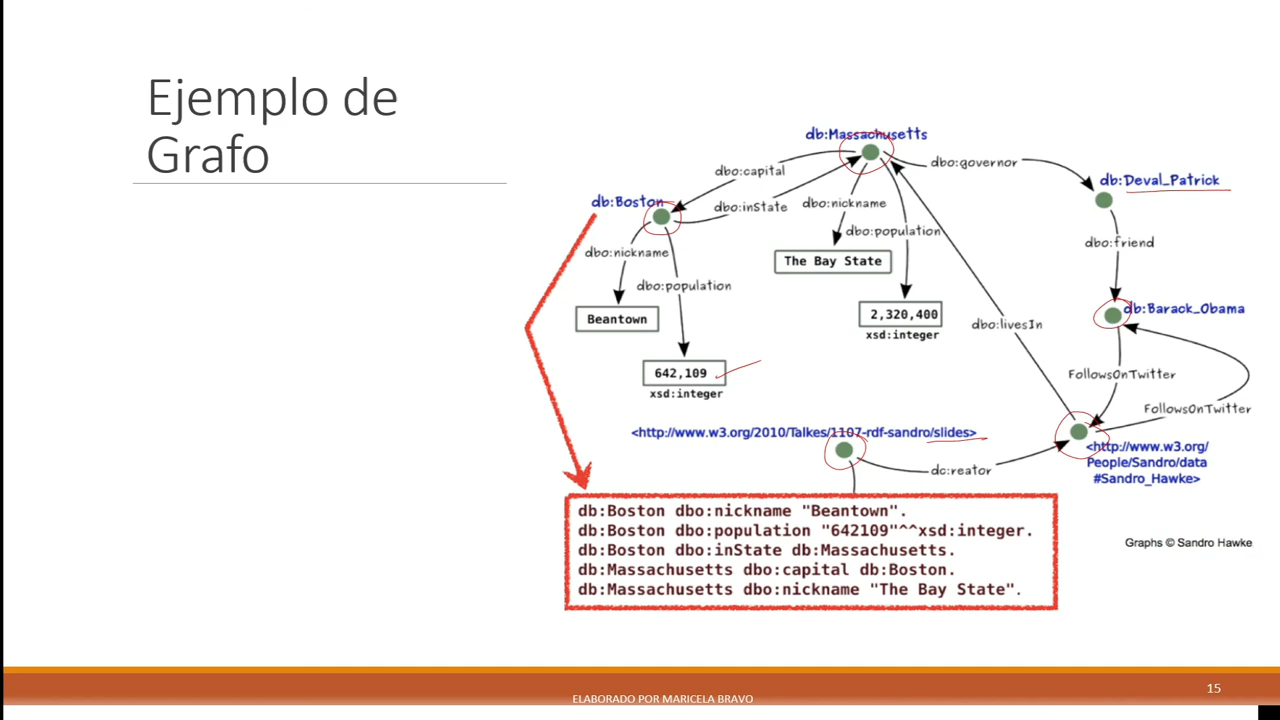 Ejemplo de
Grafo
db:Massachusetts
dbo:capital
dbo:governor
db:Deval_Patrick
db:Boston
dbo:inState
dbo:nickname
dbo:population
dbo:friend
dbo:nickname
The Bay State
dbo:population
2,320,400
xsd:integer
db:Barack_Obama
Beantown
dbo:livesIn
642,109
xsd:integer
FollowsOnTwitter
FollowsOnTwitter
<http://www.w3.org/2010/Talkes/1107-rdf-sandro/slides>
<http://www.w3.org/
People/Sandro/data
#Sandro_Hawke>
dc:reator
db:Boston dbo:nickname "Beantown".
db:Boston dbo:population "642109"^^xsd:integer.
db:Boston dbo:inState db:Massachusetts.
db:Massachusetts dbo:capital db:Boston.
db:Massachusetts dbo:nickname "The Bay State".
Graphs © Sandro Hawke
ELABORADO POR MARICELA BRAVO
15